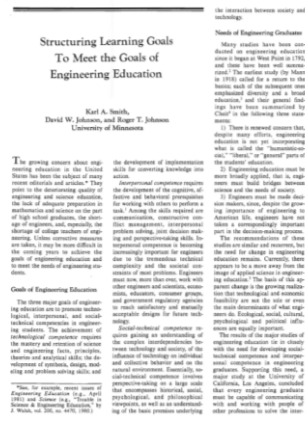 Structuring Learning Goals
To Meet the Goals of
Engineering Education
Karl A. Smith,
David W. Johnson, and Roger T. Johnson
University of Minnesota
The growing concern about engi-
neering education in the United
States has been the subject of many
recent editorials and articles.* They
point to the deteriorating quality of
engineering and science education,
the lack of adequate preparation in
mathematics and science on the part
of high school graduates, the short-
age of engineers, and, especially, the
shortage of college teachers of engi-
neering. Unless corrective measures
are taken, it may be more difficult in
the coming years to achieve the
goals of engineering education and
to meet the needs of engineering stu-
dents.
Goals of Engineering Education
The three major goals of engineer-
ing education are to promote techno-
logical, interpersonal, and social-
technical competencies in engineer-
ing students. The achievement of
technological competence requires
the mastery and retention of science
and engineering facts, principles,
theories and analytical skills; the de-
velopment of synthesis, design, mod-
eling and problem solving skills; and
*See, for example, recent issues of
Engineering Education (e.g., April
1981) and Science (e.g., "Trouble in
Science & Engineering Education," by
J. Walsh, vol. 210,
the development of implementation
skills for converting knowledge into
action.
Interpersonal competence requires
the development of the cognitive, af-
fective and behavioral prerequisites
for working with others to perform a
task. Among the skills required are
communication, constructive con-
flict management, interpersonal
problem solving, joint decision mak-
ing and perspective-taking skills. In-
terpersonal competence is becoming
increasingly important for engineers
due to the tremendous technical
complexity and societal con-
straints of most problems. Engineers
must now, more than ever, work with
other engineers and scientists, econo-
mists, educators, consumer groups
and government regulatory agencies
to reach satisfactory and mutually
acceptable designs for future tech-
nology.
Social-technical competence re-
quires gaining an understanding of
the complex interdependencies be-
tween technology and society, of the
influence of technology on individual
and collective behavior and on the
natural environment. Essentially, so-
cial-technical competence involves
perspective-taking on a large scale
that encompasses historical, social,
psychological, and philosophical
viewpoints, as well as an understand-
ing of the basic premises underlying
the interaction between society and
technology.
Needs of Engineering Graduates
Many studies have been con-
ducted on engineering education
since it began at West Point in 1792,
and these have been well summa-
rized. The earliest study (by Mann
in 1918) called for a return to the
basics; each of the subsequent ones
emphasized diversity and a broad
education, and their general find-
ings have been summarized by
Cheit in the following three state-
ments:
1) There is renewed concern that,
despite many efforts, engineering
education is not yet incorporating
what is called the "humanistic-so-
cial," "liberal," or "general" parts of
the students' education.
2) Engineering education must be
more broadly applied, that is, engi-
neers must build bridges between
science and the needs of society.
3) Engineers must be made deci-
sion makers, since, despite the grow-
ing importance of engineering to
American life, engineers have not
taken a correspondingly important
part in the decision-making process.
The recommendations of these
studies are similar and recurrent, but
the need for change in engineering
education remains. Currently, there
appears to be a move away from the
concept of applied science in engineer-
ing education. The basis of this ap-
parent change is the growing realiza-
tion that technological and economic
feasibility are not the sole or even
the main determinants of what engi-
neers do. Ecological, social, cultural,
psychological and political influ-
ences are equally important.
The results of the major studies of
engineering education tie in closely
with the need for developing social-
technical competence and interper-
sonal competence in engineering
graduates. Supporting this need, a
major study at the University of
California, Los Angeles, concluded
that every engineering graduate
must be capable of communicating
with and working with people of
other professions to solve the inter-